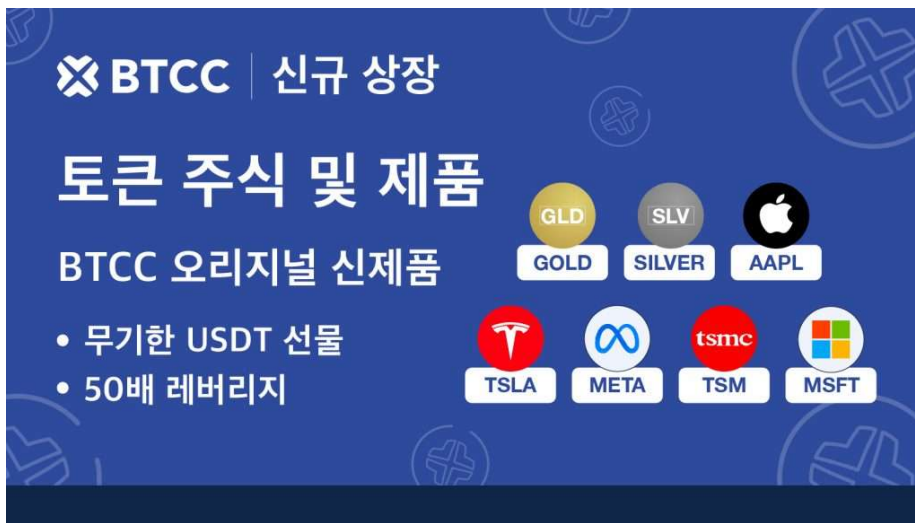 BTCC | 신규 상장
토큰 주식 및 제품
BTCC 오리지널 신제품
• 무기한 USDT 선물
• 50배 레버리지
GLD SLV
GOLD SILVER AAPL
tsmc
TSLA META TSM MSFT